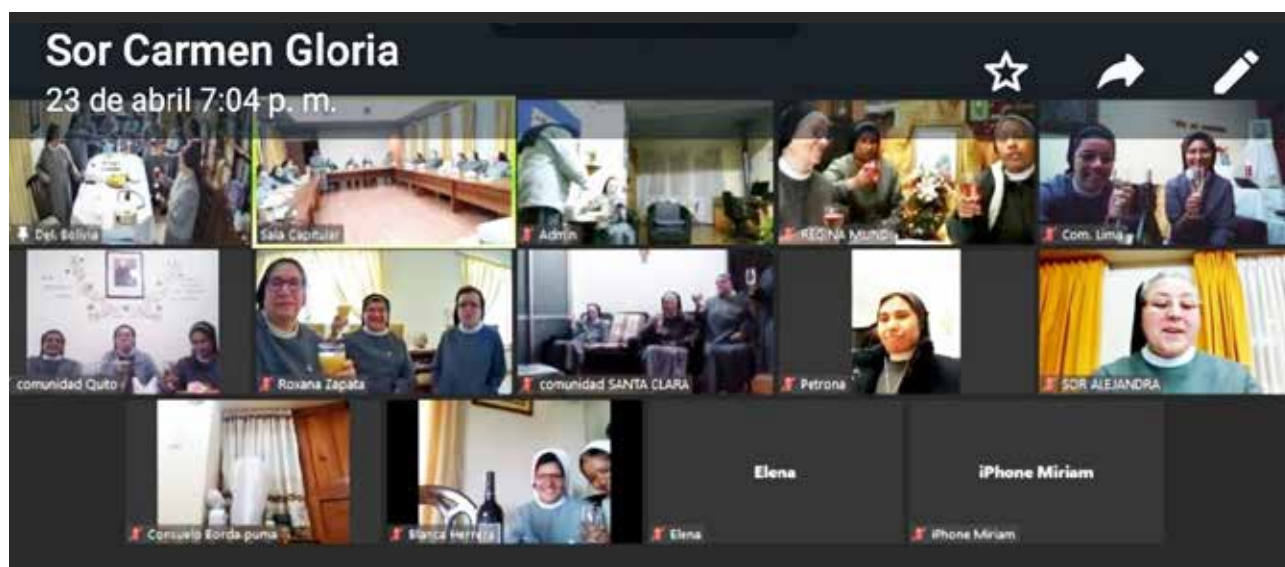 Sor Carmen Gloria
23 de abril 7:04 p. m.
Del. Bolivia
Sala Capitular
Admin
REGINA MUNDI
Com. Lima
comunidad Quito
Roxana Zapata
comunidad SANTA CLARA
Petrona
SOR ALEJANDRA
Elena
iPhone Miriam
Consuelo Borda puma
Blanca Herrera
Elena
iPhone Miriam